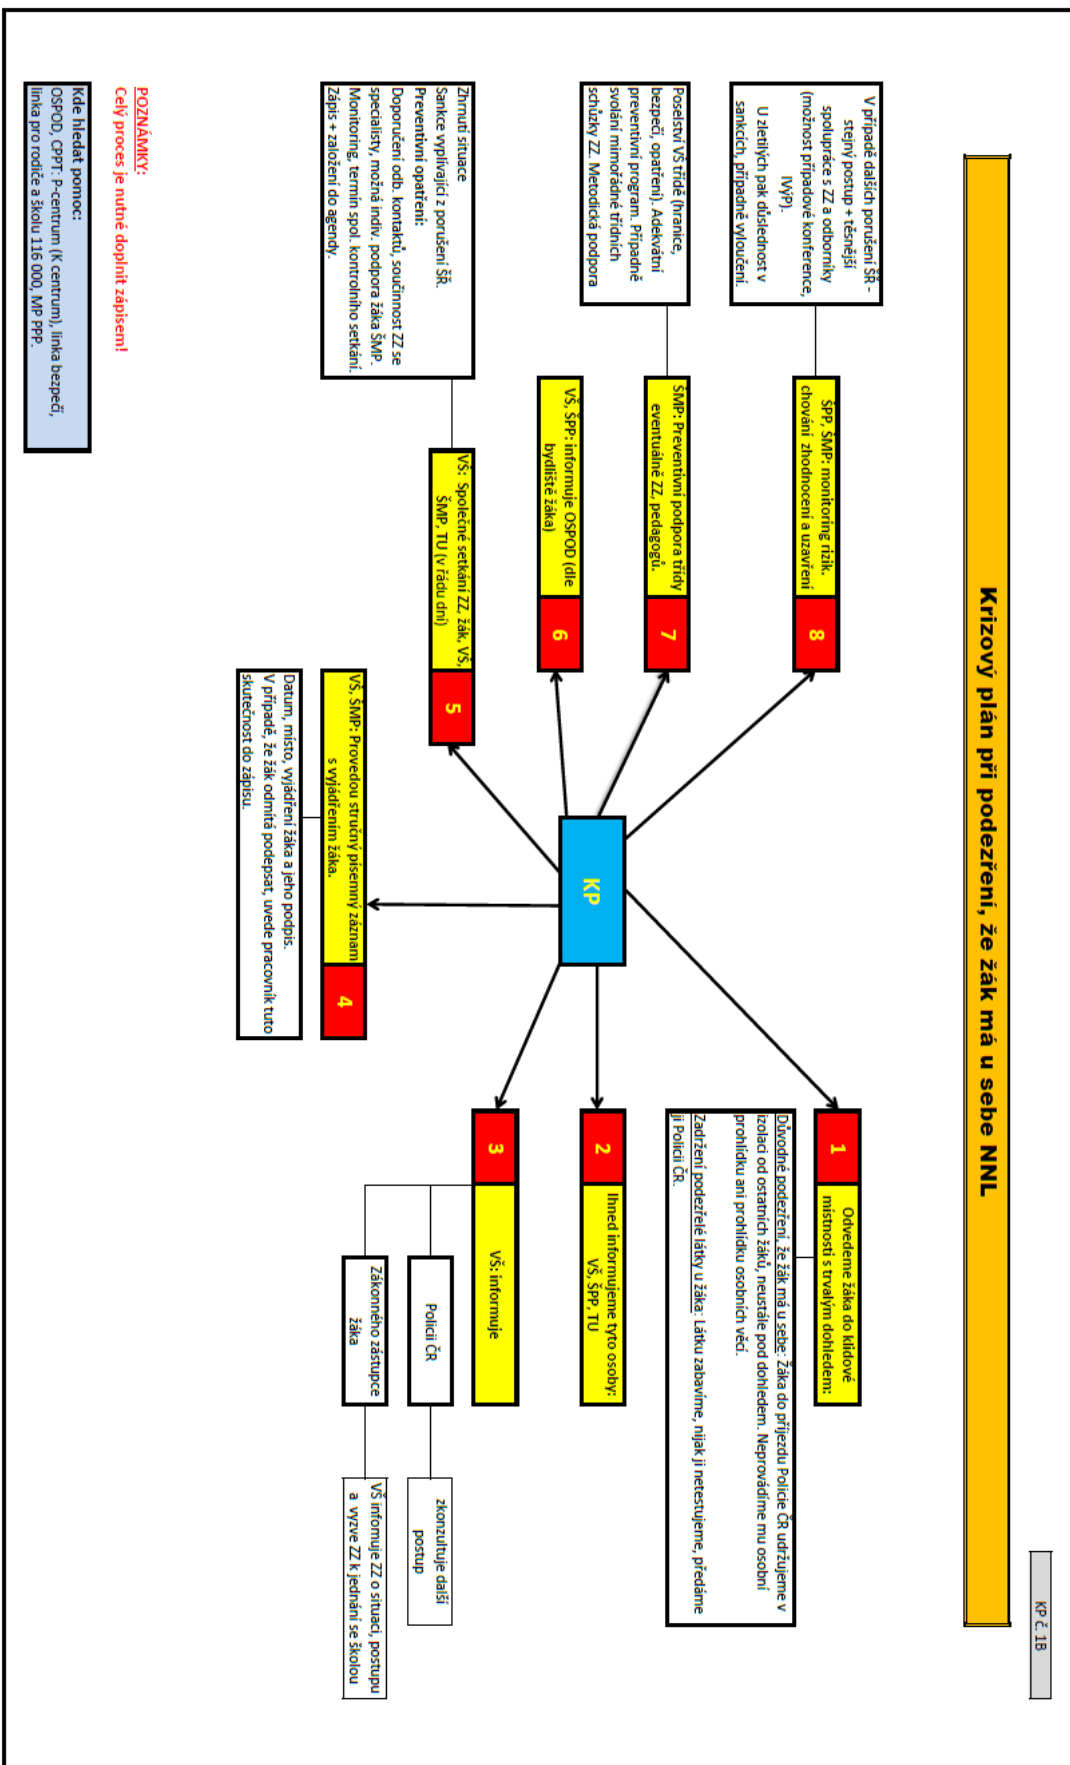 KP č. 1B
Krizový plán při podezření, že žák má u sebe NNL
KP
1
Odvedeme žáka do klidové
místnosti s trvalým dohledem:
Důvodné podezření, že žák má u sebe: Žáka do příjezdu Policie ČR udržujeme v
izolaci od ostatních žáků, neustále pod dohledem. Neprovádíme mu osobní
prohlídku ani prohlídku osobních věcí.
Zadržení podezřelé látky u žáka: Látku zabavíme, nijak ji netestujeme, předáme
ji Policii ČR.
2
Ihned informujeme tyto osoby:
VŠ, ŠPP, TU
3
VŠ: informuje
Policii ČR
zkonzultuje další
postup
Zákonného zástupce
žáka
VŠ infomuje ZZ o situaci, postupu
a vyzve ZZ k jednání se školou
VŠ, ŠMP: Provedou stručný písemný záznam
s vyjádřením žáka.
4
Datum, místo, vyjádření žáka a jeho podpis.
V případě, že žák odmítá podepsat, uvede pracovník tuto
skutečnost do zápisu.
VŠ: Společné setkání ZZ, žák, VŠ,
ŠMP, TU (v řádu dní)
5
Zhrnutí situace
Sankce vyplívající z porušení ŠŘ.
Preventivní opatření:
Doporučení odb. kontaktů, součinnost ZZ se
specialisty, možná indiv. podpora žáka ŠMP.
Monitoring, termín spol. kontrolního setkání.
Zápis + založení do agendy.
VŠ, ŠPP: informuje OSPOD (dle
bydliště žáka)
6
ŠMP: Preventivní podpora třídy
eventuálně ZZ, pedagogů.
7
Poselství VŠ třídě (hranice,
bezpečí, opatření). Adekvátní
preventivní program. Případně
svolání mimořádné třídních
schůzky ZZ. Metodická podpora
ŠPP, ŠMP: monitoring rizik.
chování zhodnocení a uzavření
8
V případě dalších porušení ŠŘ -
stejný postup + těsnější
spolupráce s ZZ a odborníky
(možnost případové konference,
IVýP).
U zletilých pak důslednost v
sankcích, případně vyloučení.
POZNÁMKY:
Celý proces je nutné doplnit zápisem!
Kde hledat pomoc:
OSPOD, CPPT: P-centrum (K centrum), linka bezpečí,
linka pro rodiče a školu 116 000, MP PPP.